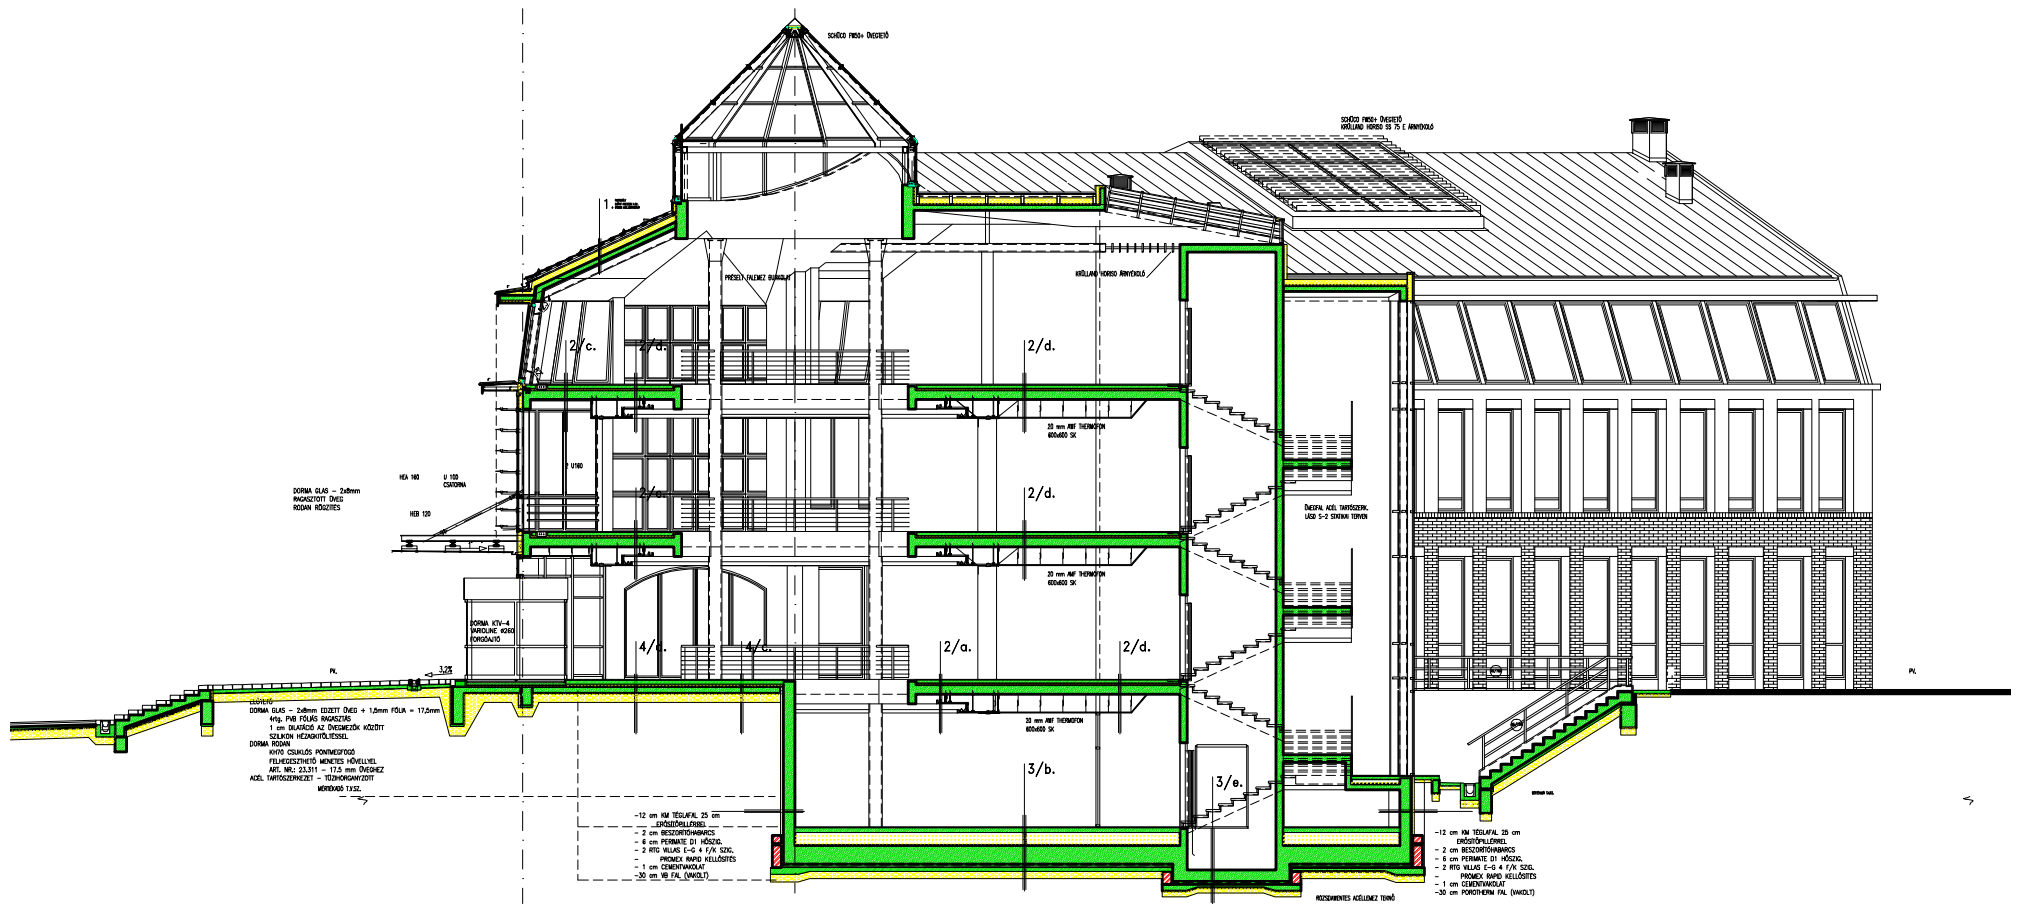 SCHÜCO FW50+ ÜVEGTETŐ
SCHÜCO FW50+ ÜVEGTETŐ
KRÜLLAND HORISO SS 75 E ÁRNYÉKOLÓ
1.
PRÉSELT FALEMEZ BURKOLAT
KRÜLLAND HORISO ÁRNYÉKOLÓ
2/c.
2/d.
2/d.
20 mm AMF THERMOFON
600x600 SK
HEA 160
U 100
CSATORNA
U160
DORMA GLAS - 2x8mm
RAGASZTOTT ÜVEG
RODAN RÖGZITÉS
HEB 120
2/e.
2/d.
ÜVEGFAL ACÉL TARTÓSZERK.
LÁSD S-2 STATIKAI TERVEN
20 mm AMF THERMOFON
600x600 SK
DORMA KTV-4
VARIOLINE #260
FORGÓAJTÓ
4/d.
4/c.
2/a.
2/d.
PV.
3,2%
PV.
ELŐTETŐ
DORMA GLAS - 2x8mm EDZETT ÜVEG + 1,5mm FÓLIA = 17,5mm
4rtg. PVB FÓLIÁS RAGASZTÁS
1 cm DILATÁCIÓ AZ ÜVEGMEZŐK KÖZÖTT
SZILIKON HÉZAGKITÖLTÉSSEL
DORMA RODAN
KH70 CSUKLÓS PONTMEGFOGÓ
FELHEGESZTHETŐ MENETES HÜVELLYEL
ART. NR.: 23.311 - 17.5 mm ÜVEGHEZ
ACÉL TARTÓSZERKEZET - TŰZIHORGANYZOTT
MÉRTÉKADÓ T.V.SZ.
20 mm AMF THERMOFON
600x600 SK
3/b.
3/e.
-12 cm KM TÉGLAFAL 25 cm
ERŐSÍTŐPILLÉRREL
- 2 cm BESZORÍTÓHABARCS
- 6 cm PERIMATE D1 HŐSZIG.
- 2 RTG VILLAS E-G 4 F/K SZIG.
- PROMEX RAPID KELLŐSÍTÉS
- 1 cm CEMENTVAKOLAT
-30 cm VB FAL (VAKOLT)
-12 cm KM TÉGLAFAL 25 cm
ERŐSÍTŐPILLÉRREL
- 2 cm BESZORÍTÓHABARCS
- 6 cm PERIMATE D1 HŐSZIG.
- 2 RTG VILLAS E-G 4 F/K SZIG.
- PROMEX RAPID KELLŐSÍTÉS
- 1 cm CEMENTVAKOLAT
-30 cm POROTHERM FAL (VAKOLT)
ROZSDAMENTES ACÉLLEMEZ TEKNŐ